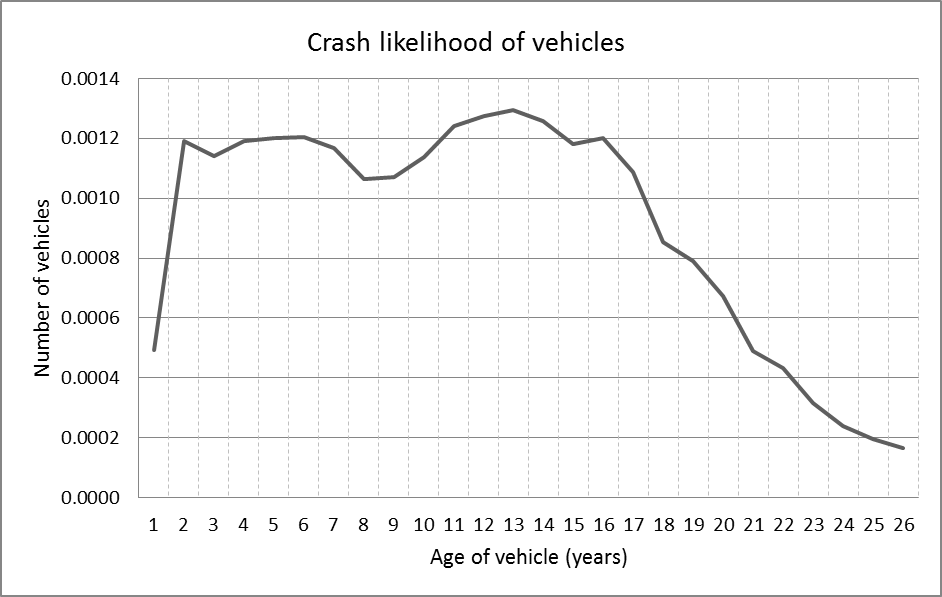 Crash likelihood of vehicles
Number of vehicles
0.0014
0.0012
0.0010
0.0008
0.0006
0.0004
0.0002
0.0000
1 2 3 4 5 6 7 8 9 10 11 12 13 14 15 16 17 18 19 20 21 22 23 24 25 26
Age of vehicle (years)